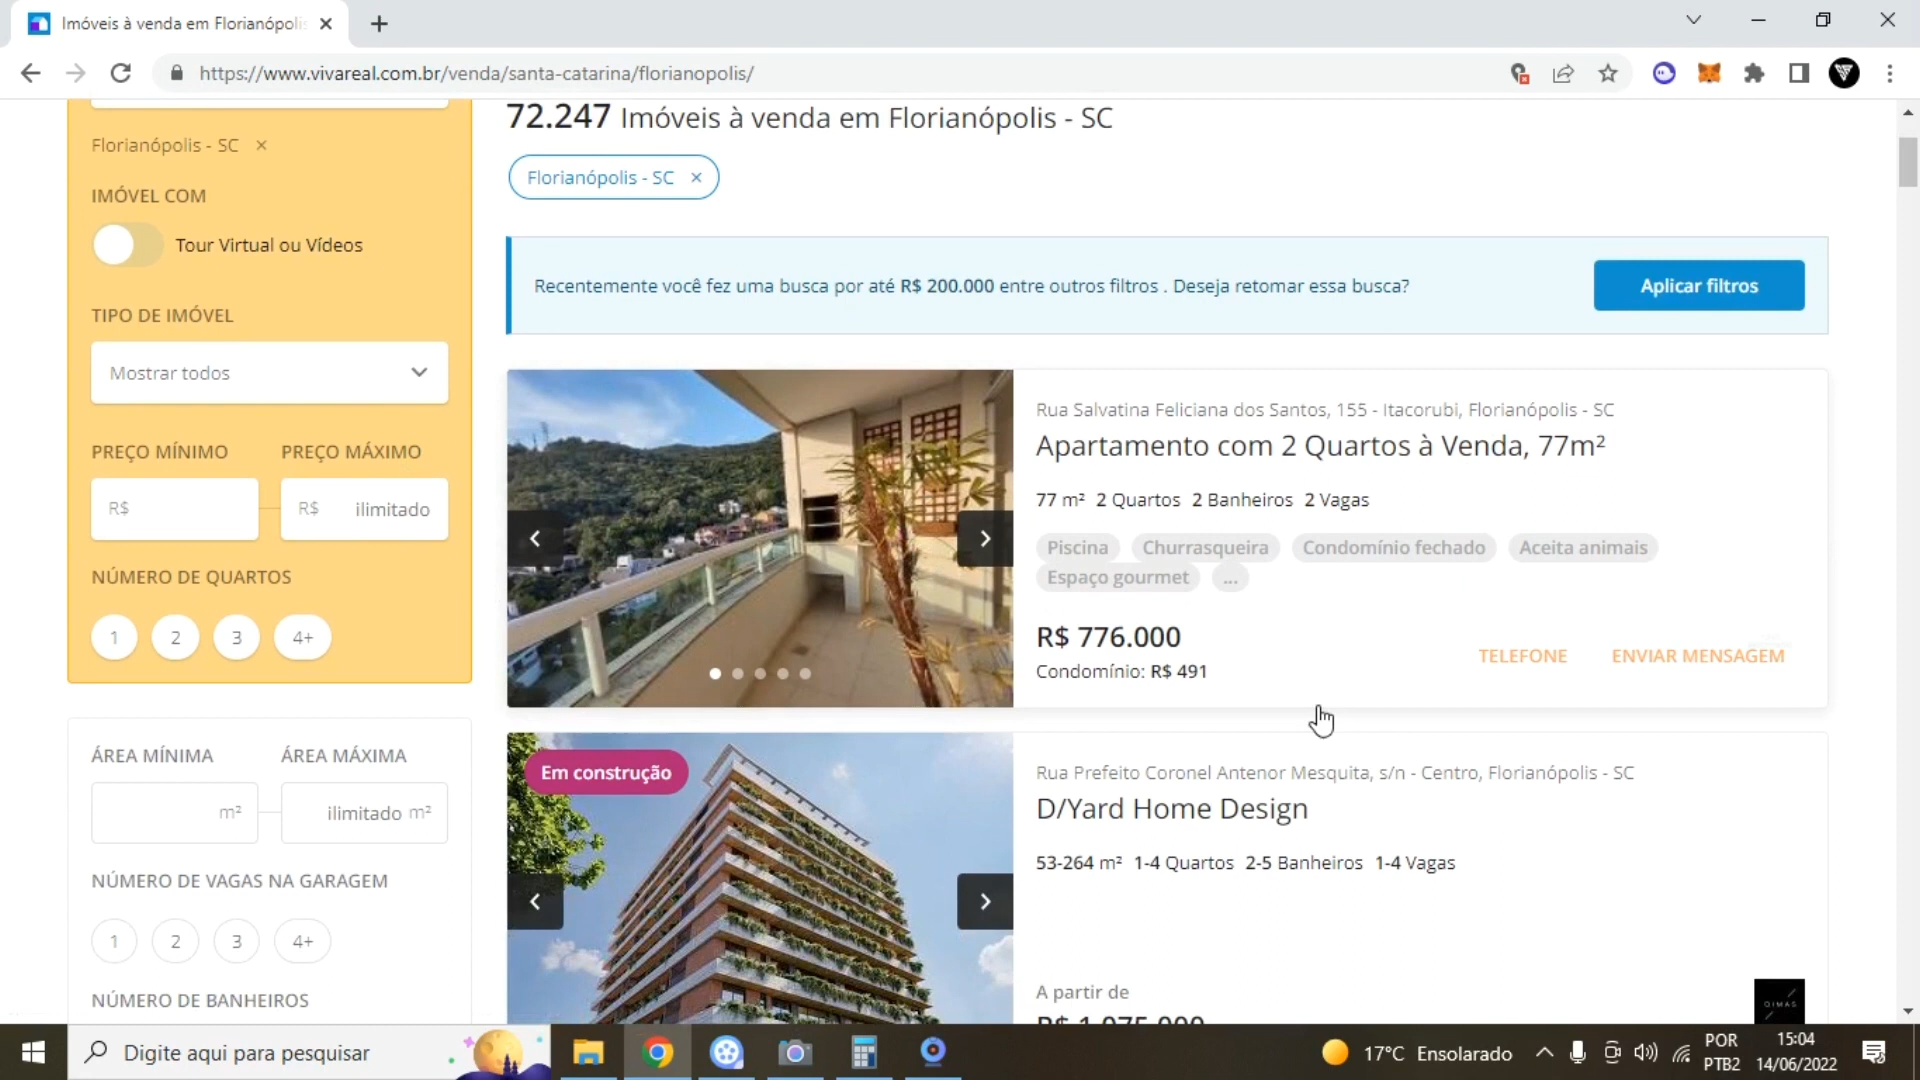 Imóveis à venda em Florianópolis
https://www.vivareal.com.br/venda/santa-catarina/florianopolis/
Florianópolis - SC ×
IMÓVEL COM
Tour Virtual ou Vídeos
TIPO DE IMÓVEL
Mostrar todos
PREÇO MÍNIMO PREÇO MÁXIMO
R$ R$ ilimitado
NÚMERO DE QUARTOS
1 2 3 4+
ÁREA MÍNIMA ÁREA MÁXIMA
m² ilimitado m²
NÚMERO DE VAGAS NA GARAGEM
1 2 3 4+
NÚMERO DE BANHEIROS
72.247 Imóveis à venda em Florianópolis - SC
Florianópolis - SC ×
Recentemente você fez uma busca por até R$ 200.000 entre outros filtros . Deseja retomar essa busca?
Aplicar filtros
Rua Salvatina Feliciana dos Santos, 155 - Itacorubi, Florianópolis - SC
Apartamento com 2 Quartos à Venda, 77m²
77 m² 2 Quartos 2 Banheiros 2 Vagas
Piscina Churrasqueira Condomínio fechado Aceita animais
Espaço gourmet ...
R$ 776.000
Condomínio: R$ 491
TELEFONE ENVIAR MENSAGEM
Em construção
Rua Prefeito Coronel Antenor Mesquita, s/n - Centro, Florianópolis - SC
D/Yard Home Design
53-264 m² 1-4 Quartos 2-5 Banheiros 1-4 Vagas
A partir de
R$ 1.075.000
DIMAS
Digite aqui para pesquisar
17°C Ensolarado
POR
PTB2
15:04
14/06/2022